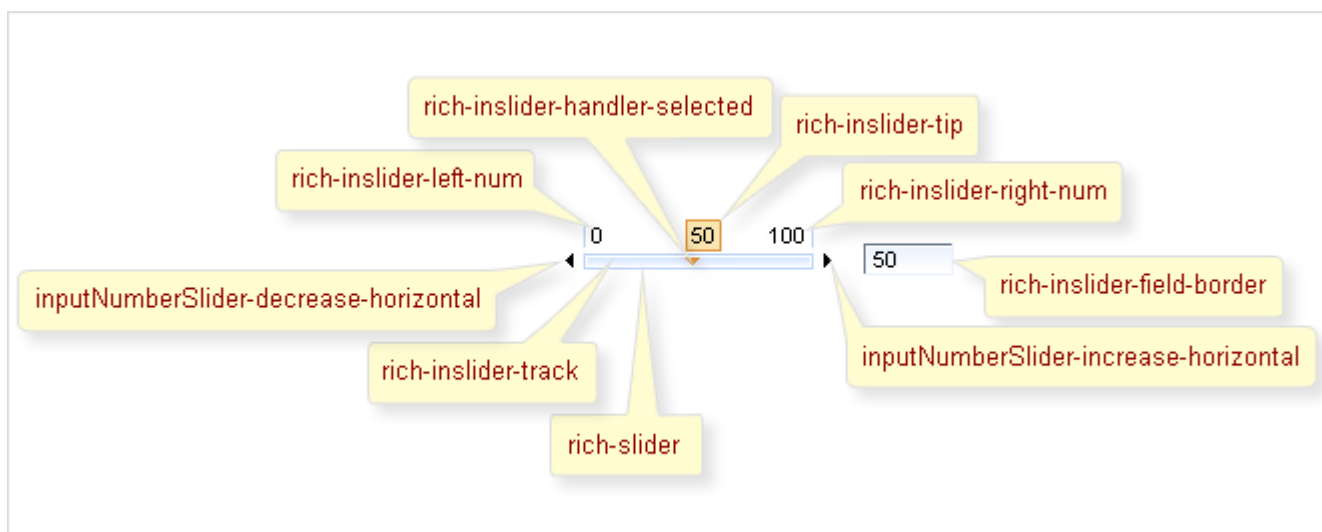 rich-inslider-handler-selected
rich-inslider-tip
rich-inslider-left-num
rich-inslider-right-num
0 50 100
50
inputNumberSlider-decrease-horizontal
rich-inslider-field-border
rich-inslider-track
inputNumberSlider-increase-horizontal
rich-slider